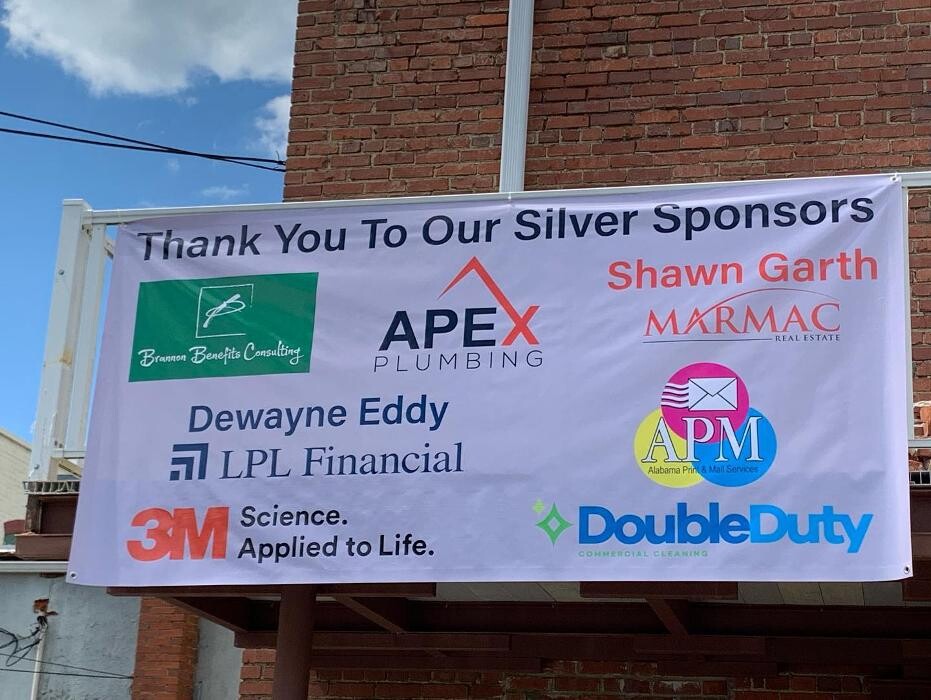 Thank You To Our Silver Sponsors
Brannon Benefits Consulting
APEX
PLUMBING
Shawn Garth
MARMAC
REAL ESTATE
Dewayne Eddy
LPL Financial
APM
Alabama Print & Mail Services
3M Science.
Applied to Life.
DoubleDuty
COMMERCIAL CLEANING